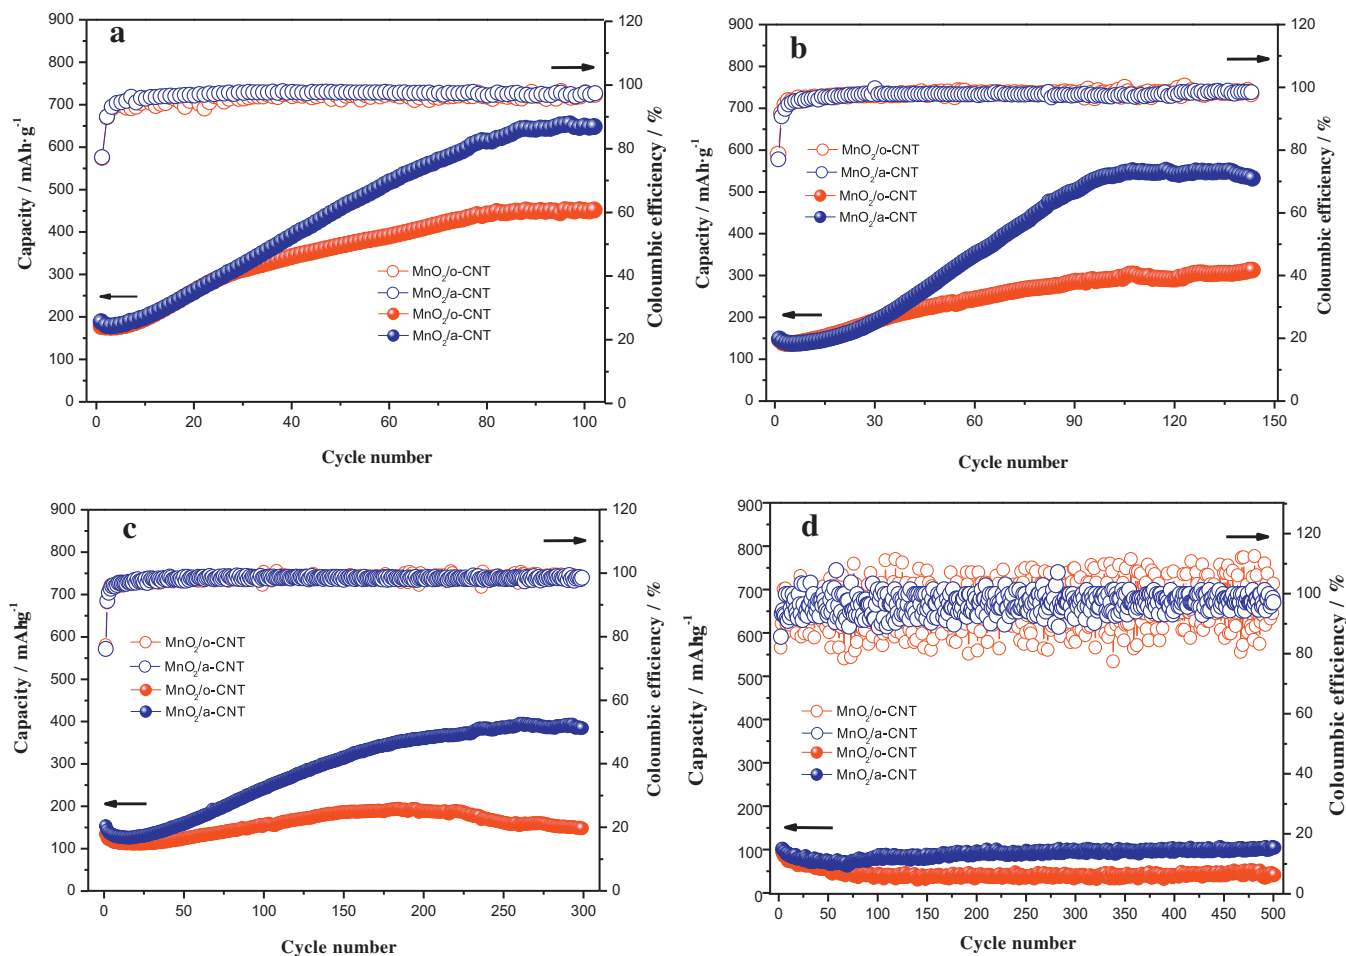 a
900
800
700
600
500
400
300
200
100
0
Capacity / mAh·g⁻¹
120
100
80
60
40
20
0
Coloumbic efficiency / %
MnO₂/o-CNT
MnO₂/a-CNT
MnO₂/o-CNT
MnO₂/a-CNT
0 20 40 60 80 100
Cycle number
b
900
800
700
600
500
400
300
200
100
0
Capacity / mAh·g⁻¹
120
100
80
60
40
20
0
Coloumbic efficiency / %
MnO₂/o-CNT
MnO₂/a-CNT
MnO₂/o-CNT
MnO₂/a-CNT
0 30 60 90 120 150
Cycle number
c
900
800
700
600
500
400
300
200
100
0
Capacity / mAhg⁻¹
120
100
80
60
40
20
0
Coloumbic efficiency / %
MnO₂/o-CNT
MnO₂/a-CNT
MnO₂/o-CNT
MnO₂/a-CNT
0 50 100 150 200 250 300
Cycle number
d
900
800
700
600
500
400
300
200
100
0
Capacity / mAhg⁻¹
120
100
80
60
40
20
0
Coloumbic efficiency / %
MnO₂/o-CNT
MnO₂/a-CNT
MnO₂/o-CNT
MnO₂/a-CNT
0 50 100 150 200 250 300 350 400 450 500
Cycle number